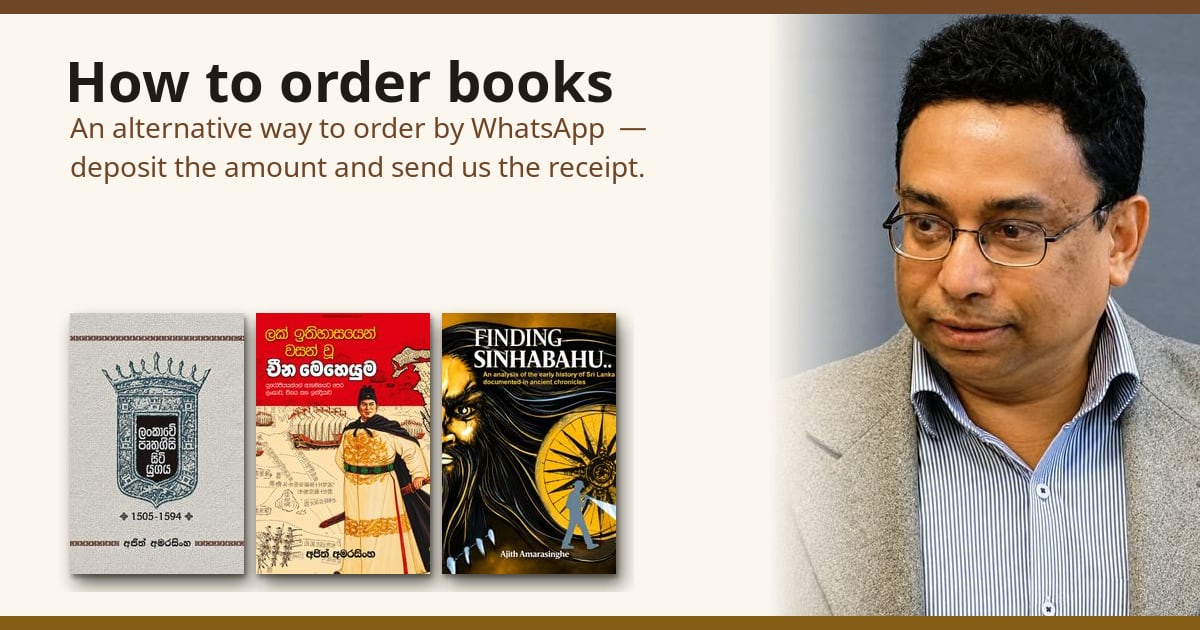 How to order books
An alternative way to order by WhatsApp —
deposit the amount and send us the receipt.
ලංකාවේ
පෘතුගීසි
සිටි
යුගය
1505-1594
අජිත් අමරසිංහ
ලක් ඉතිහාසයෙන්
වසන් වූ
චීන මෙහෙයුම
අජිත් අමරසිංහ
FINDING
SINHABAHU..
An analysis of the early history of Sri Lanka
documented in ancient chronicles
Ajith Amarasinghe